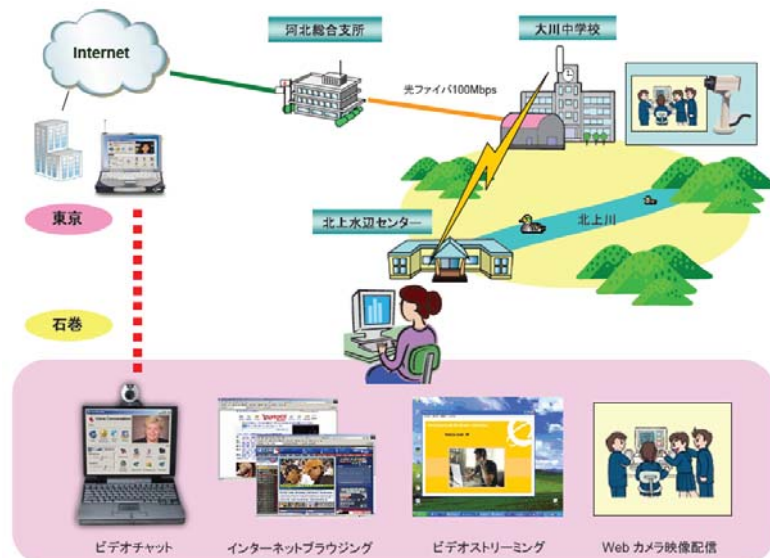 Internet
河北総合支所
大川中学校
光ファイバ100Mbps
東京
北上水辺センター
北上川
石巻
ビデオチャット
インターネットブラウジング
ビデオストリーミング
Webカメラ映像配信